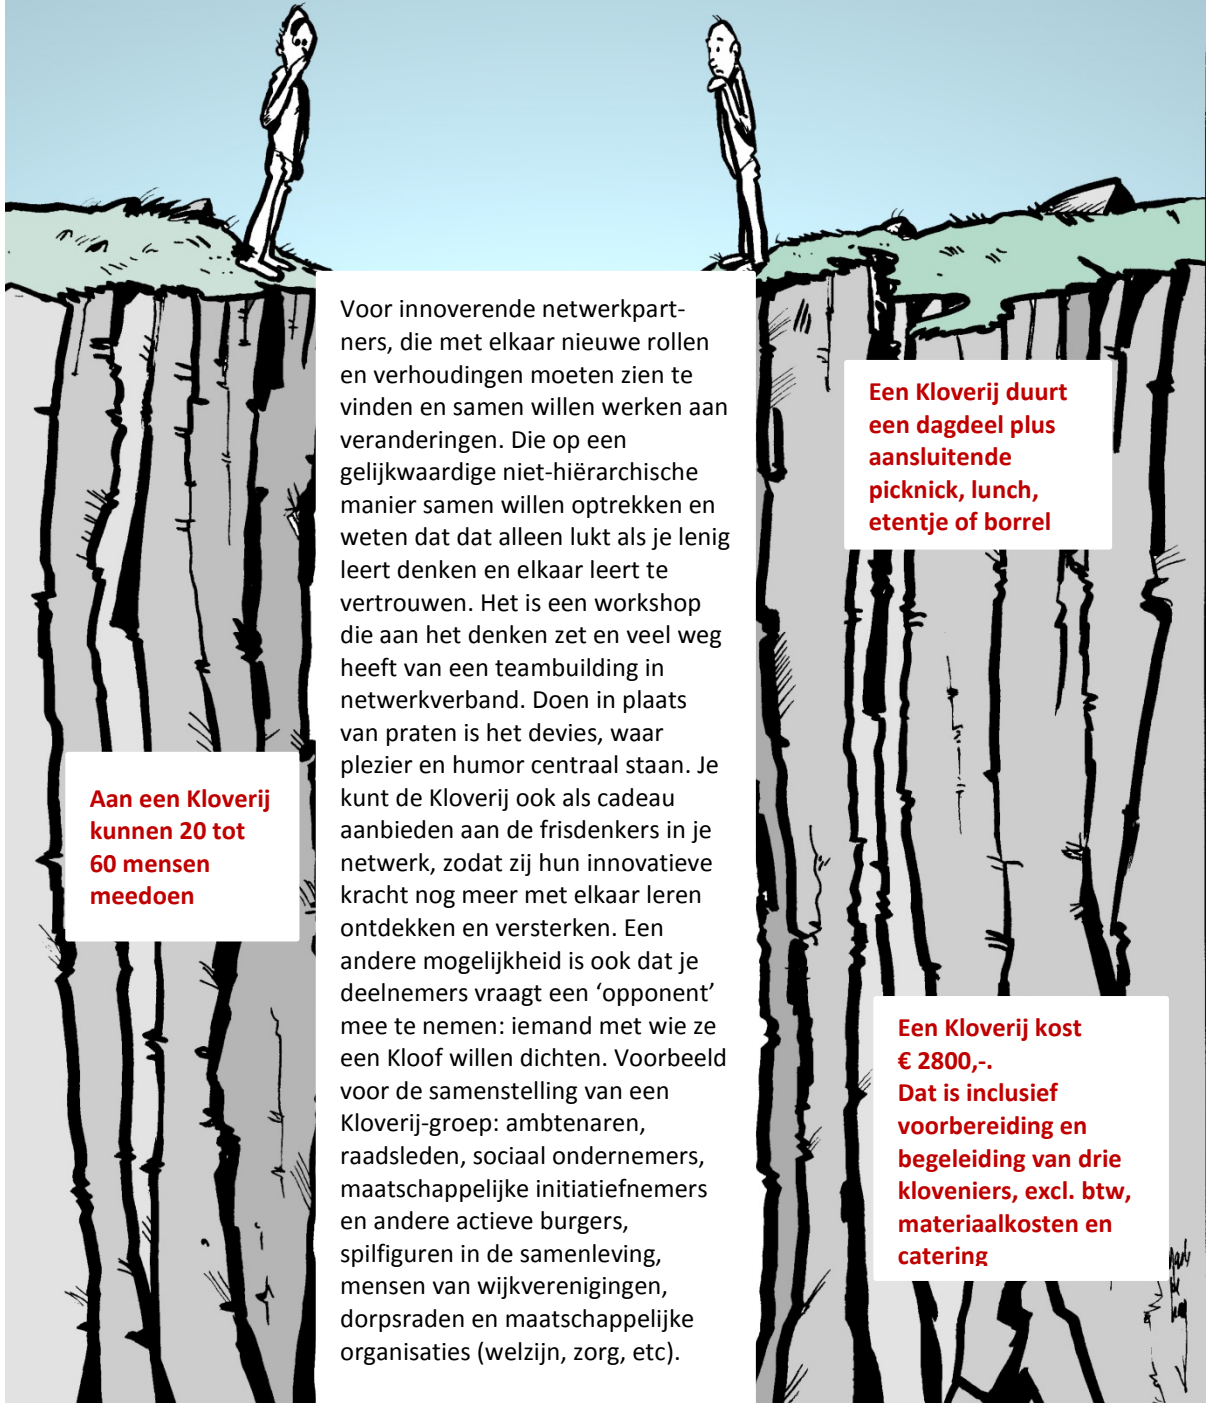 Voor innoverende netwerkpart-
ners, die met elkaar nieuwe rollen
en verhoudingen moeten zien te
vinden en samen willen werken aan
veranderingen. Die op een
gelijkwaardige niet-hiërarchische
manier samen willen optrekken en
weten dat dat alleen lukt als je lenig
leert denken en elkaar leert te
vertrouwen. Het is een workshop
die aan het denken zet en veel weg
heeft van een teambuilding in
netwerkverband. Doen in plaats
van praten is het devies, waar
plezier en humor centraal staan. Je
kunt de Kloverij ook als cadeau
aanbieden aan de frisdenkers in je
netwerk, zodat zij hun innovatieve
kracht nog meer met elkaar leren
ontdekken en versterken. Een
andere mogelijkheid is ook dat je
deelnemers vraagt een ‘opponent’
mee te nemen: iemand met wie ze
een Kloof willen dichten. Voorbeeld
voor de samenstelling van een
Kloverij-groep: ambtenaren,
raadsleden, sociaal ondernemers,
maatschappelijke initiatiefnemers
en andere actieve burgers,
spilfiguren in de samenleving,
mensen van wijkverenigingen,
dorpsraden en maatschappelijke
organisaties (welzijn, zorg, etc).
Een Kloverij duurt
een dagdeel plus
aansluitende
picknick, lunch,
etentje of borrel
Aan een Kloverij
kunnen 20 tot
60 mensen
meedoen
Een Kloverij kost
€ 2800,-.
Dat is inclusief
voorbereiding en
begeleiding van drie
kloveniers, excl. btw,
materiaalkosten en
catering